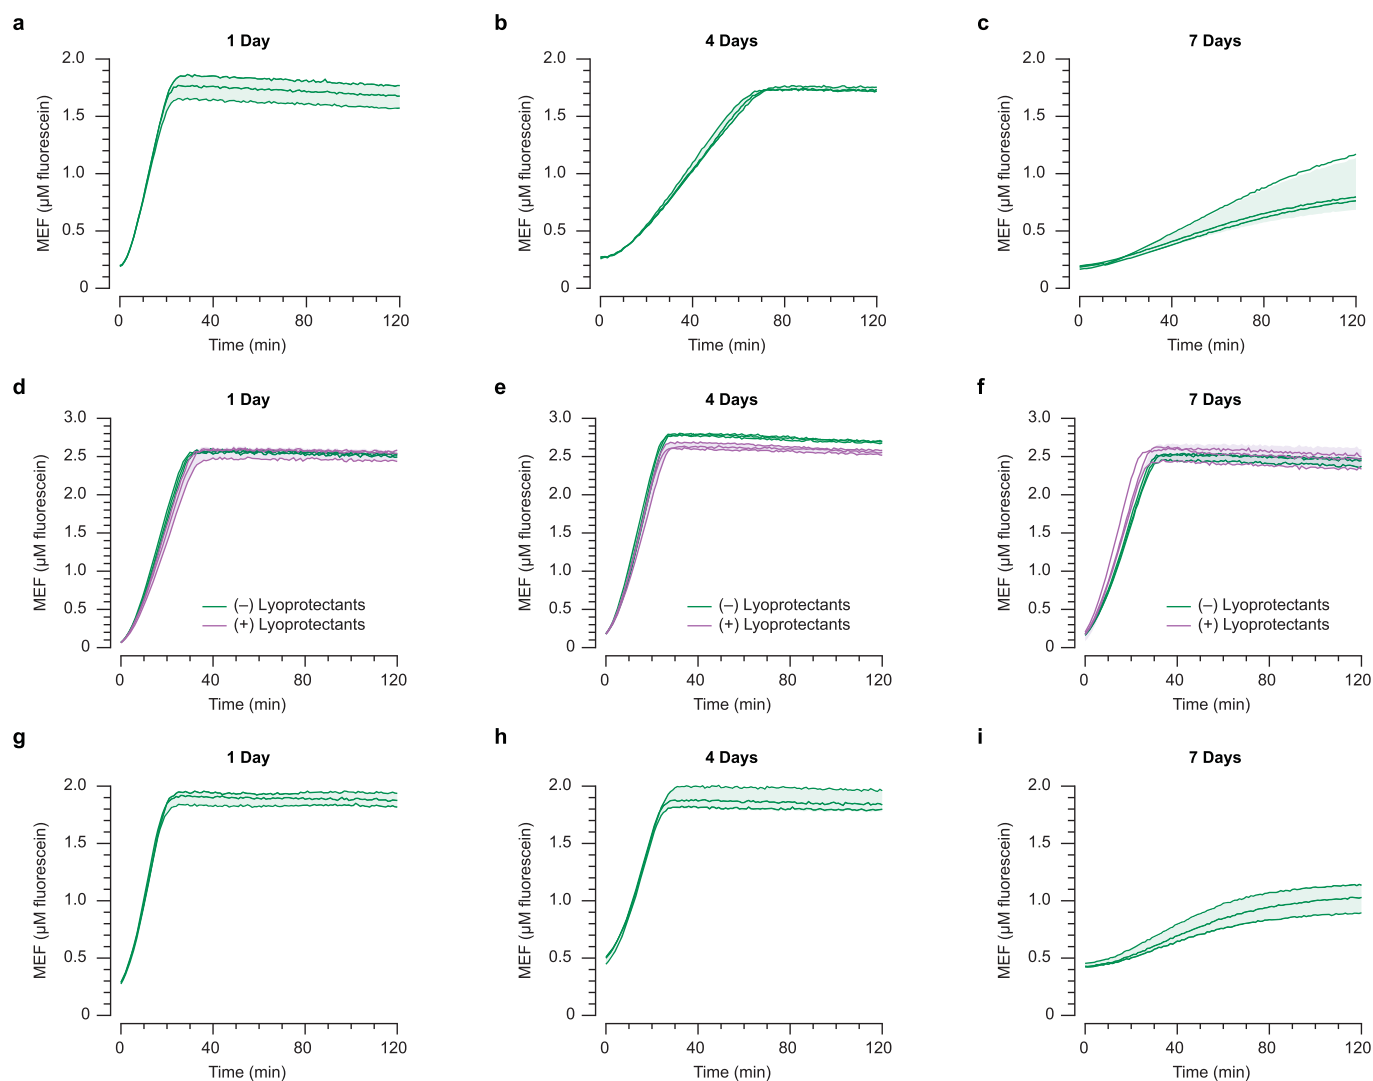 a
1 Day
2.0
1.5
1.0
0.5
0
MEF (µM fluorescein)
0 40 80 120
Time (min)
b
4 Days
2.0
1.5
1.0
0.5
0
MEF (µM fluorescein)
0 40 80 120
Time (min)
c
7 Days
2.0
1.5
1.0
0.5
0
MEF (µM fluorescein)
0 40 80 120
Time (min)
d
1 Day
3.0
2.5
2.0
1.5
1.0
0.5
0
MEF (µM fluorescein)
(–) Lyoprotectants
(+) Lyoprotectants
0 40 80 120
Time (min)
e
4 Days
3.0
2.5
2.0
1.5
1.0
0.5
0
MEF (µM fluorescein)
(–) Lyoprotectants
(+) Lyoprotectants
0 40 80 120
Time (min)
f
7 Days
3.0
2.5
2.0
1.5
1.0
0.5
0
MEF (µM fluorescein)
(–) Lyoprotectants
(+) Lyoprotectants
0 40 80 120
Time (min)
g
1 Day
2.0
1.5
1.0
0.5
0
MEF (µM fluorescein)
0 40 80 120
Time (min)
h
4 Days
2.0
1.5
1.0
0.5
0
MEF (µM fluorescein)
0 40 80 120
Time (min)
i
7 Days
2.0
1.5
1.0
0.5
0
MEF (µM fluorescein)
0 40 80 120
Time (min)